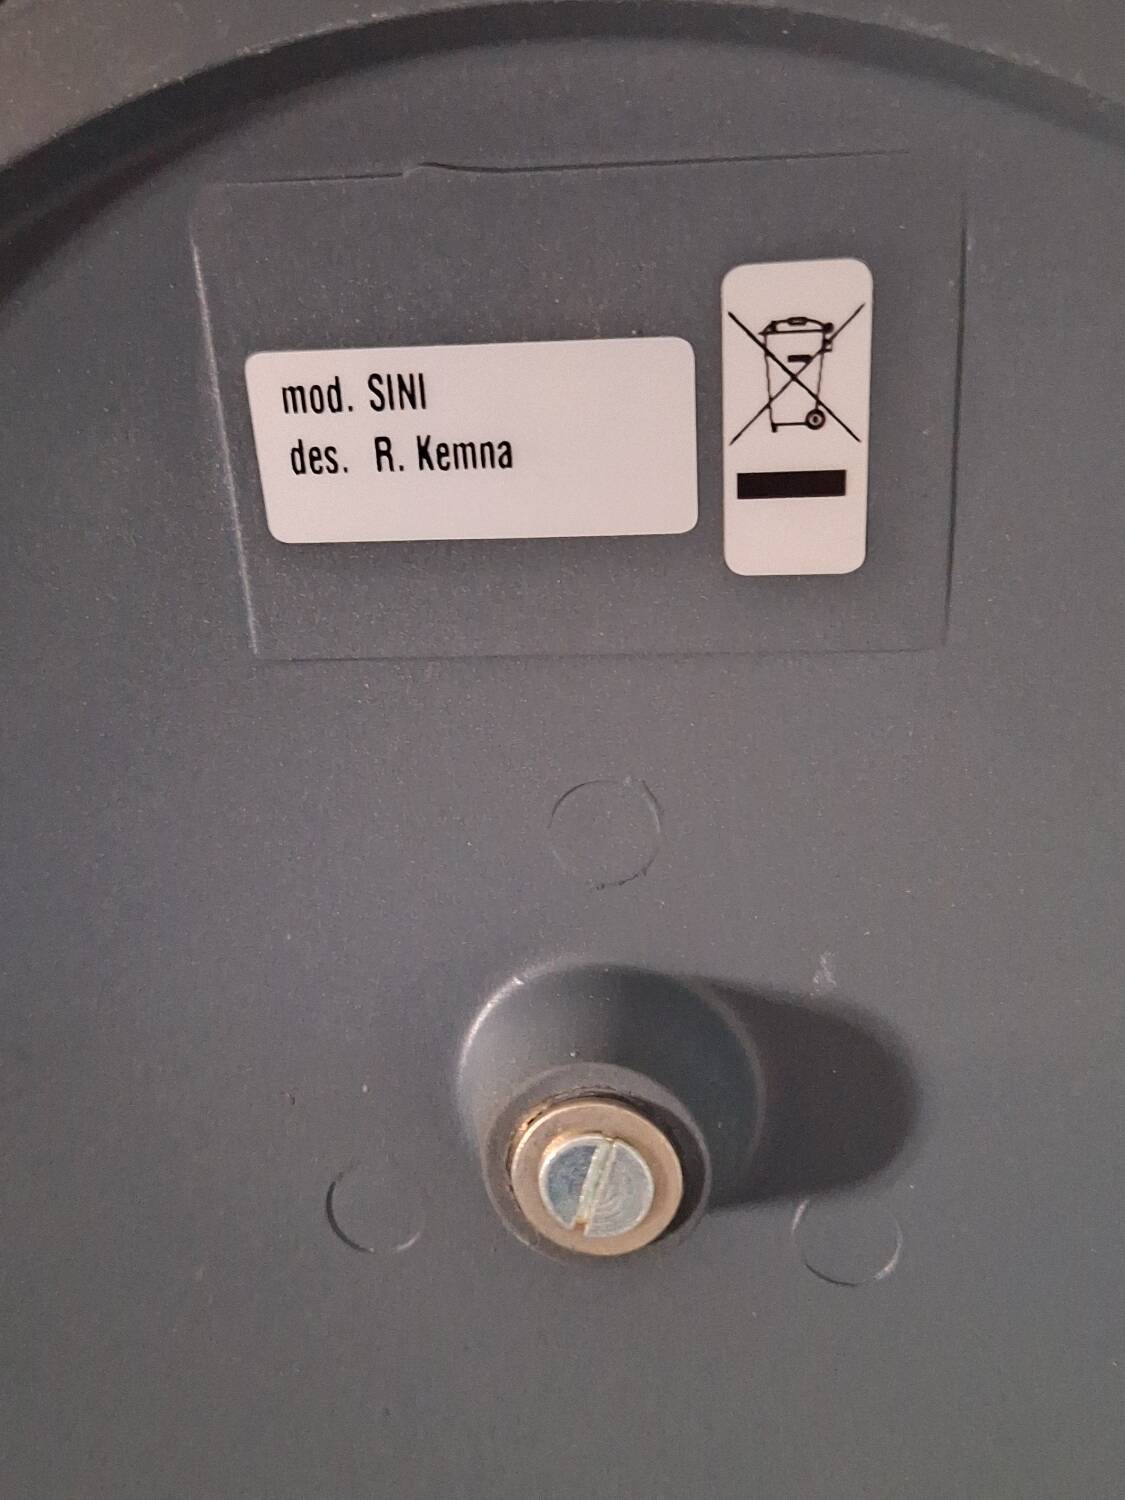 mod. SINI
des. R. Kemna